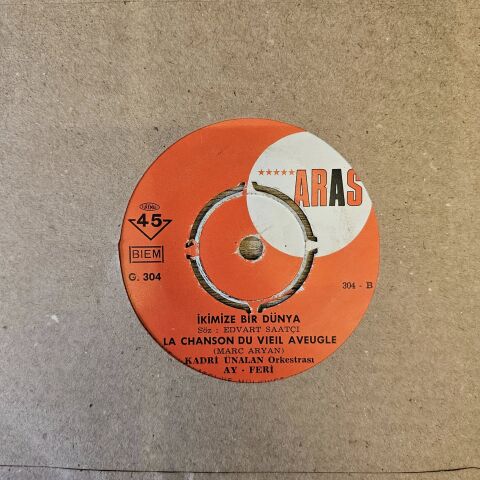 ★★★★★ ARAS
45
BIEM
G. 304
304 - B
İKİMİZE BİR DÜNYA
Söz : EDVART SAATÇI
LA CHANSON DU VIEIL AVEUGLE
(MARC ARYAN)
KADRİ ÜNALAN Orkestrası
AY - FERİ